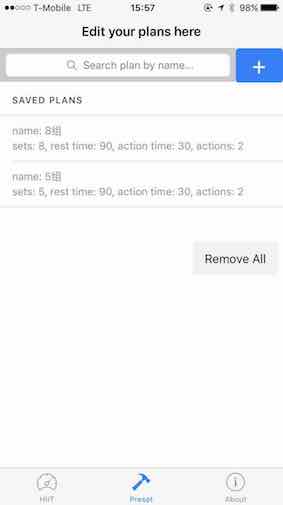 T-Mobile LTE 15:57 98%
Edit your plans here
Search plan by name...
+
SAVED PLANS
name: 8组
sets: 8, rest time: 90, action time: 30, actions: 2
name: 5组
sets: 5, rest time: 90, action time: 30, actions: 2
Remove All
HIIT Preset About